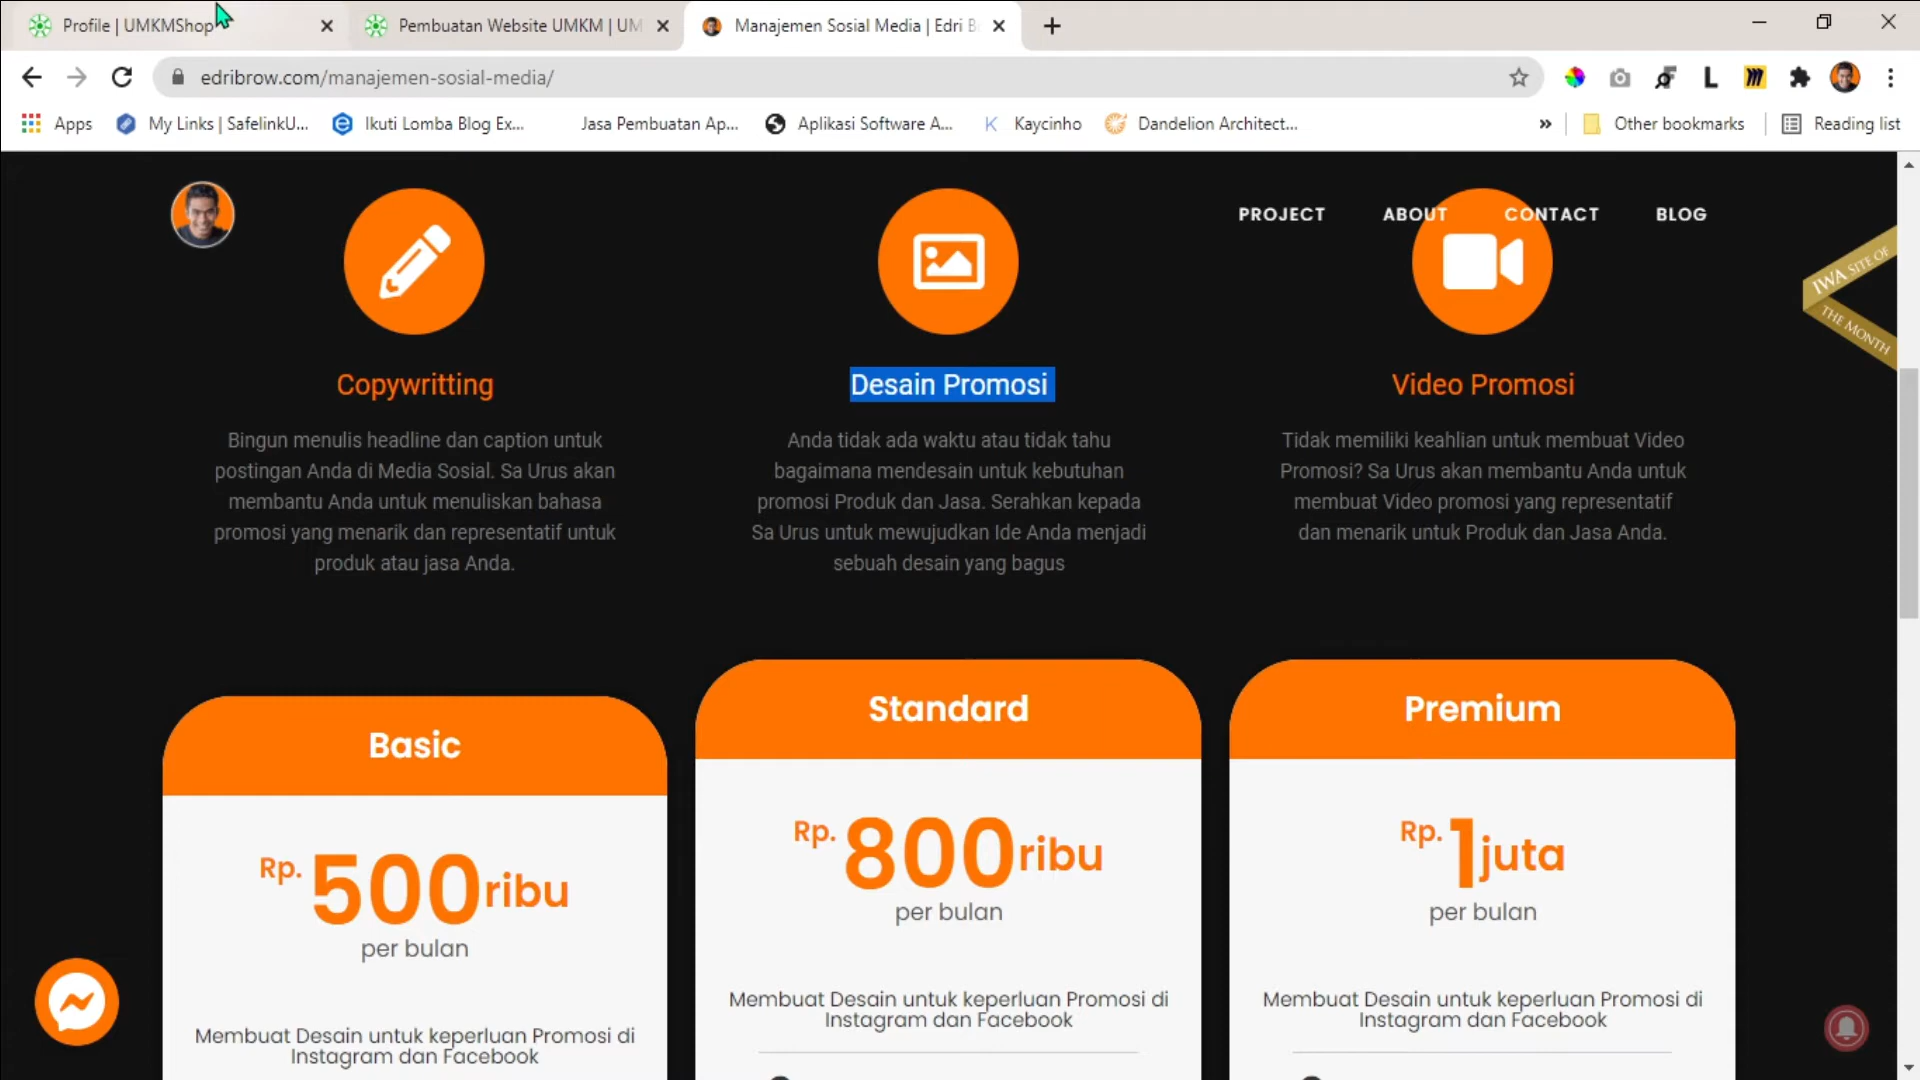 Profile | UMKMShop
Pembuatan Website UMKM | UM
Manajemen Sosial Media | Edri B
edribrow.com/manajemen-sosial-media/
Apps
My Links | SafelinkU...
Ikuti Lomba Blog Ex...
Jasa Pembuatan Ap...
Aplikasi Software A...
Kaycinho
Dandelion Architect...
»
Other bookmarks
Reading list
PROJECT
ABOUT
CONTACT
BLOG
IWA SITE OF
THE MONTH
Copywritting
Bingun menulis headline dan caption untuk
postingan Anda di Media Sosial. Sa Urus akan
membantu Anda untuk menuliskan bahasa
promosi yang menarik dan representatif untuk
produk atau jasa Anda.
Desain Promosi
Anda tidak ada waktu atau tidak tahu
bagaimana mendesain untuk kebutuhan
promosi Produk dan Jasa. Serahkan kepada
Sa Urus untuk mewujudkan Ide Anda menjadi
sebuah desain yang bagus
Video Promosi
Tidak memiliki keahlian untuk membuat Video
Promosi? Sa Urus akan membantu Anda untuk
membuat Video promosi yang representatif
dan menarik untuk Produk dan Jasa Anda.
Basic
Rp. 500 ribu
per bulan
Membuat Desain untuk keperluan Promosi di
Instagram dan Facebook
Standard
Rp. 800 ribu
per bulan
Membuat Desain untuk keperluan Promosi di
Instagram dan Facebook
Premium
Rp. 1 juta
per bulan
Membuat Desain untuk keperluan Promosi di
Instagram dan Facebook